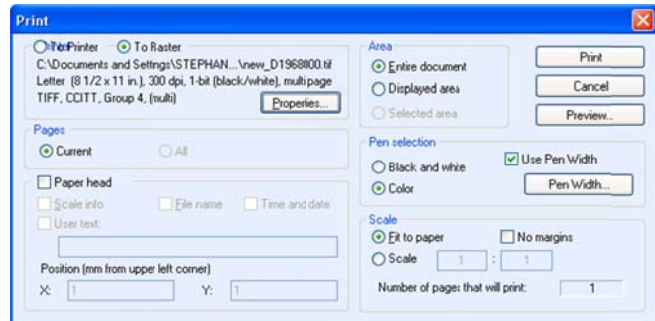 Print
To Printer To Raster
C:\Documents and Settngs\STEPHAN...\new_D1968I00.tif
Letter (8 1/2 x 11 in.), 300 dpi, 1-bit (black/white), multipage
TIFF, CCITT, Group 4, (multi)
Properties...
Pages
Current All
Paper head
Scale info File name Time and date
User text:
Position (mm from upper left corner)
X: 1 Y: 1
Area
Entire document
Displayed area
Selected area
Print
Cancel
Preview...
Pen selection
Black and white
Color
Use Pen Width
Pen Width...
Scale
Fit to paper No margins
Scale 1 : 1
Number of pages that will print: 1